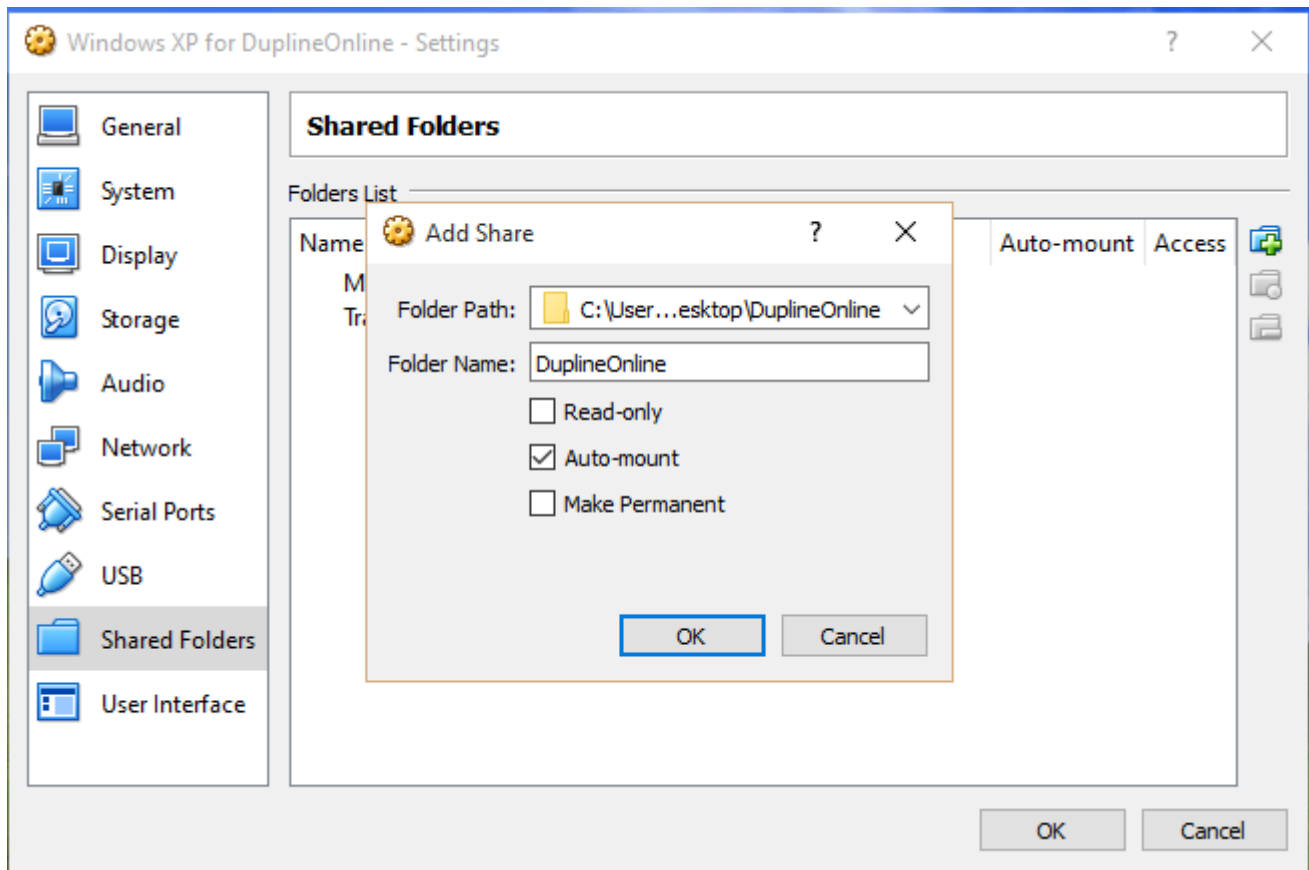 Windows XP for DuplineOnline - Settings
?
General
System
Display
Storage
Audio
Network
Serial Ports
USB
Shared Folders
User Interface
Shared Folders
Folders List
Name
Auto-mount
Access
M
Tra
Add Share
?
Folder Path: C:\User...esktop\DuplineOnline
Folder Name: DuplineOnline
Read-only
Auto-mount
Make Permanent
OK Cancel
OK Cancel